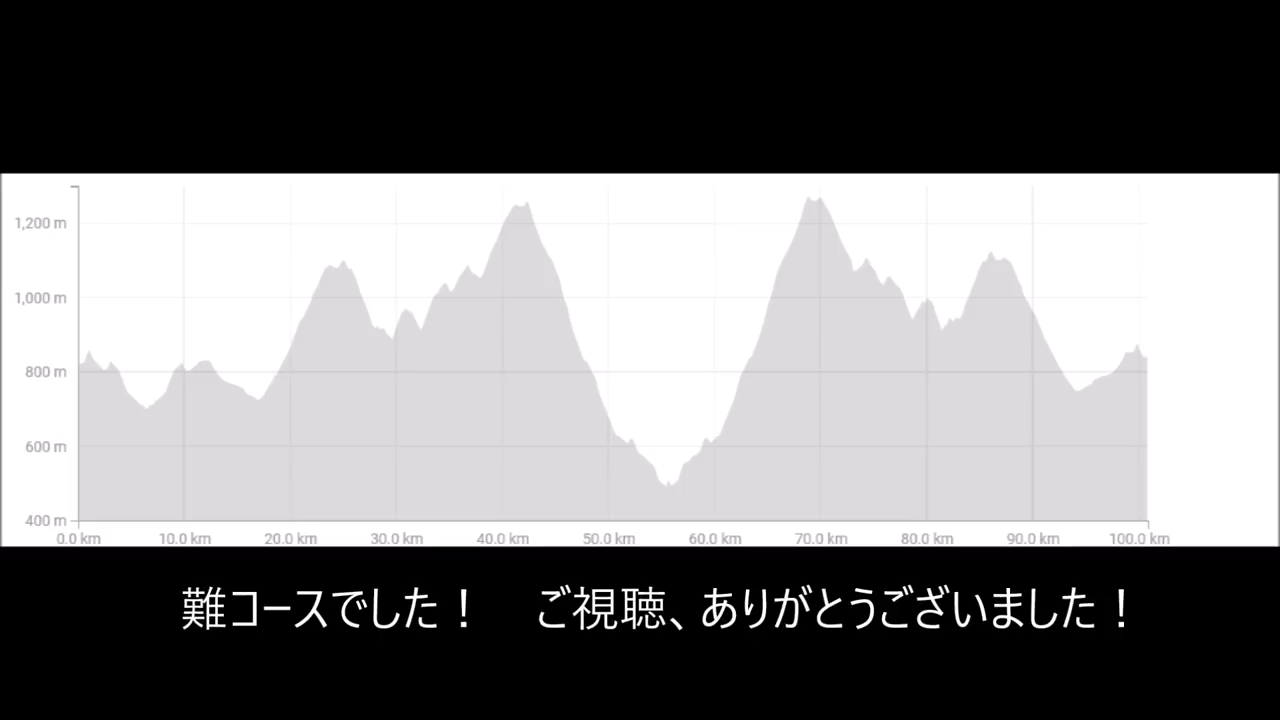 1,200 m
1,000 m
800 m
600 m
400 m
0.0 km 10.0 km 20.0 km 30.0 km 40.0 km 50.0 km 60.0 km 70.0 km 80.0 km 90.0 km 100.0 km
難コースでした！　ご視聴、ありがとうございました！